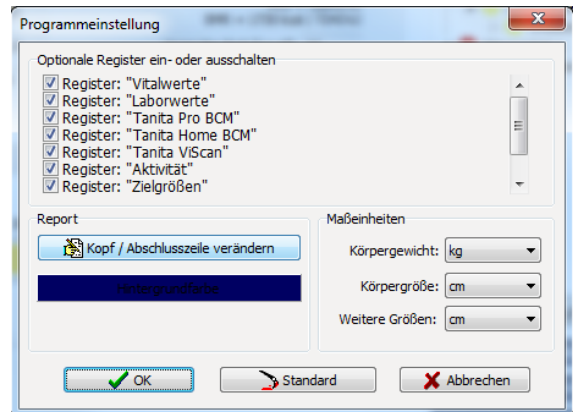 Programmeinstellung
Optionale Register ein- oder ausschalten
Register: "Vitalwerte"
Register: "Laborwerte"
Register: "Tanita Pro BCM"
Register: "Tanita Home BCM"
Register: "Tanita ViScan"
Register: "Aktivität"
Register: "Zielgrößen"
Report
Kopf / Abschlusszeile verändern
Hintergrundfarbe
Maßeinheiten
Körpergewicht: kg
Körpergröße: cm
Weitere Größen: cm
OK
Standard
Abbrechen